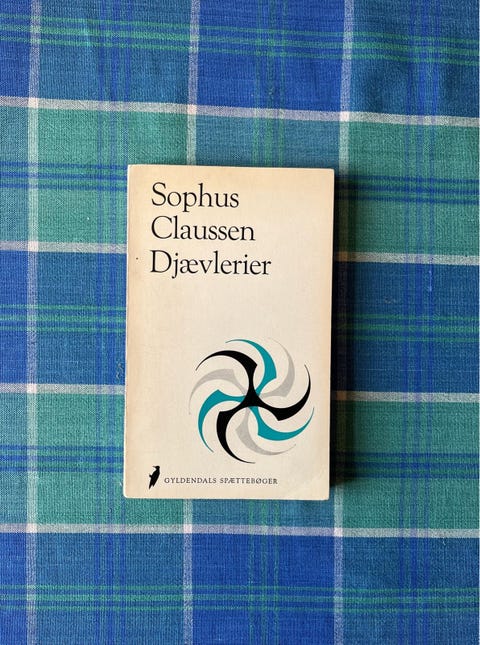 Sophus
Claussen
Djævlerier
GYLDENDALS SPÆTTEBØGER